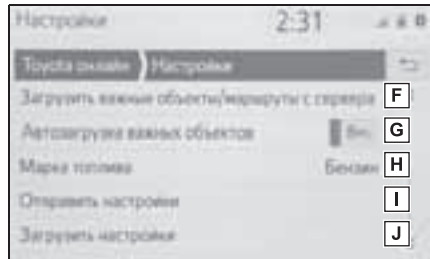 Настройки 2:31
Toyota онлайн Настройки
Загрузить важные объекты/маршруты с сервера F
Автозагрузка важных объектов Вкл. G
Марка топлива Бензин H
Отправить настройки I
Загрузить настройки J